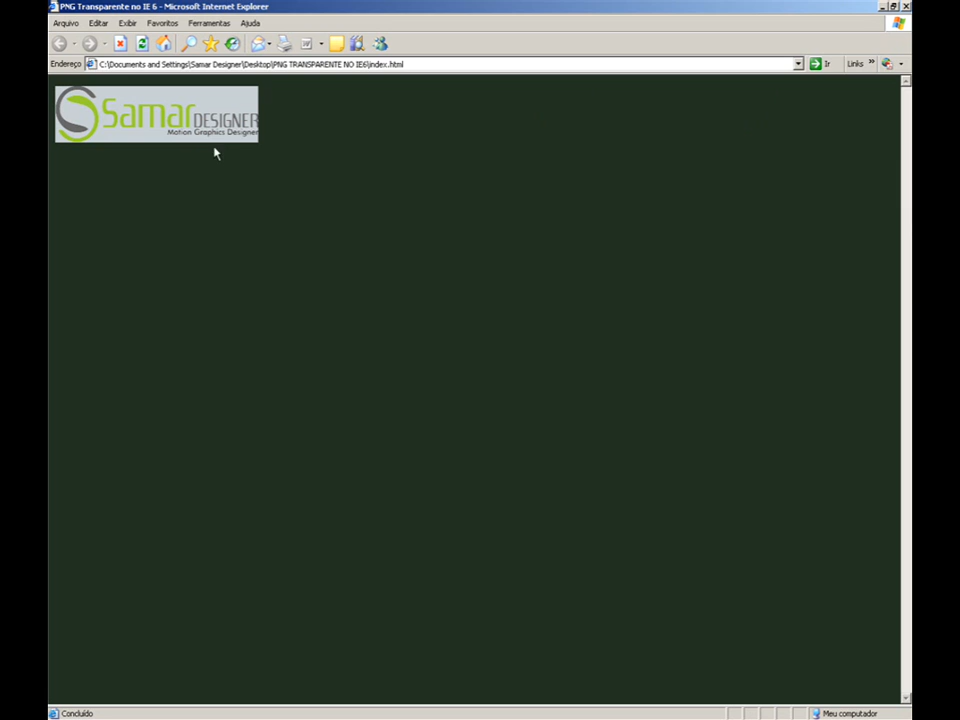 PNG Transparente no IE 6 - Microsoft Internet Explorer
Arquivo Editar Exibir Favoritos Ferramentas Ajuda
Endereço C:\Documents and Settings\Samar Designer\Desktop\PNG TRANSPARENTE NO IE6\index.html Ir Links »
Samar DESIGNER
Motion Graphics Designer
Concluído Meu computador